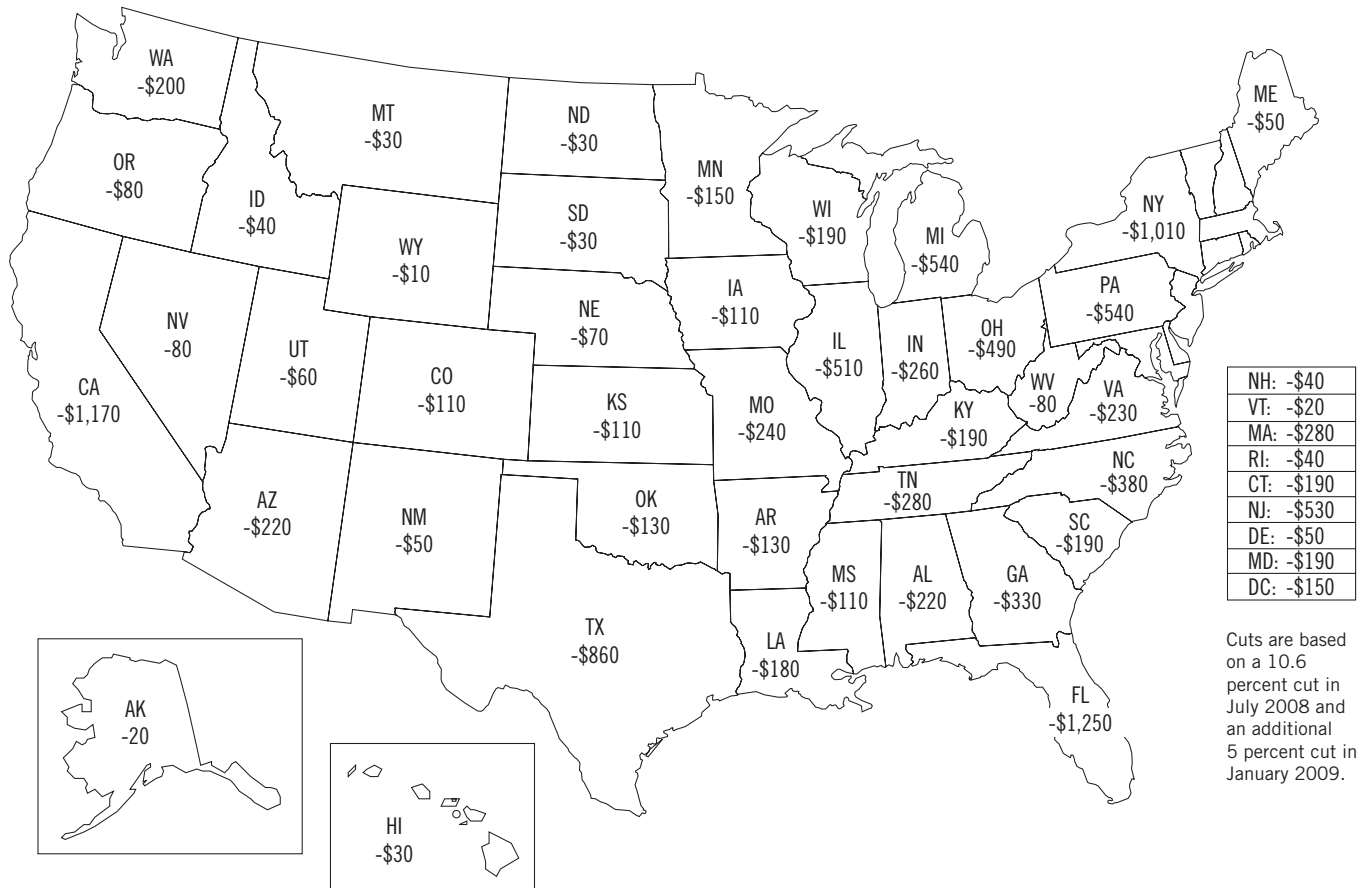 WA
-$200
MT
-$30
ND
-$30
ME
-$50
OR
-$80
ID
-$40
MN
-$150
SD
-$30
WI
-$190
NY
-$1,010
WY
-$10
MI
-$540
IA
-$110
PA
-$540
NE
-$70
NV
-80
UT
-$60
IL
-$510
IN
-$260
OH
-$490
CA
-$1,170
CO
-$110
KS
-$110
MO
-$240
WV
-80
VA
-$230
KY
-$190
NC
-$380
TN
-$280
AZ
-$220
NM
-$50
OK
-$130
AR
-$130
SC
-$190
MS
-$110
AL
-$220
GA
-$330
TX
-$860
LA
-$180
FL
-$1,250
AK
-20
HI
-$30
NH: -$40
VT: -$20
MA: -$280
RI: -$40
CT: -$190
NJ: -$530
DE: -$50
MD: -$190
DC: -$150
Cuts are based
on a 10.6
percent cut in
July 2008 and
an additional
5 percent cut in
January 2009.